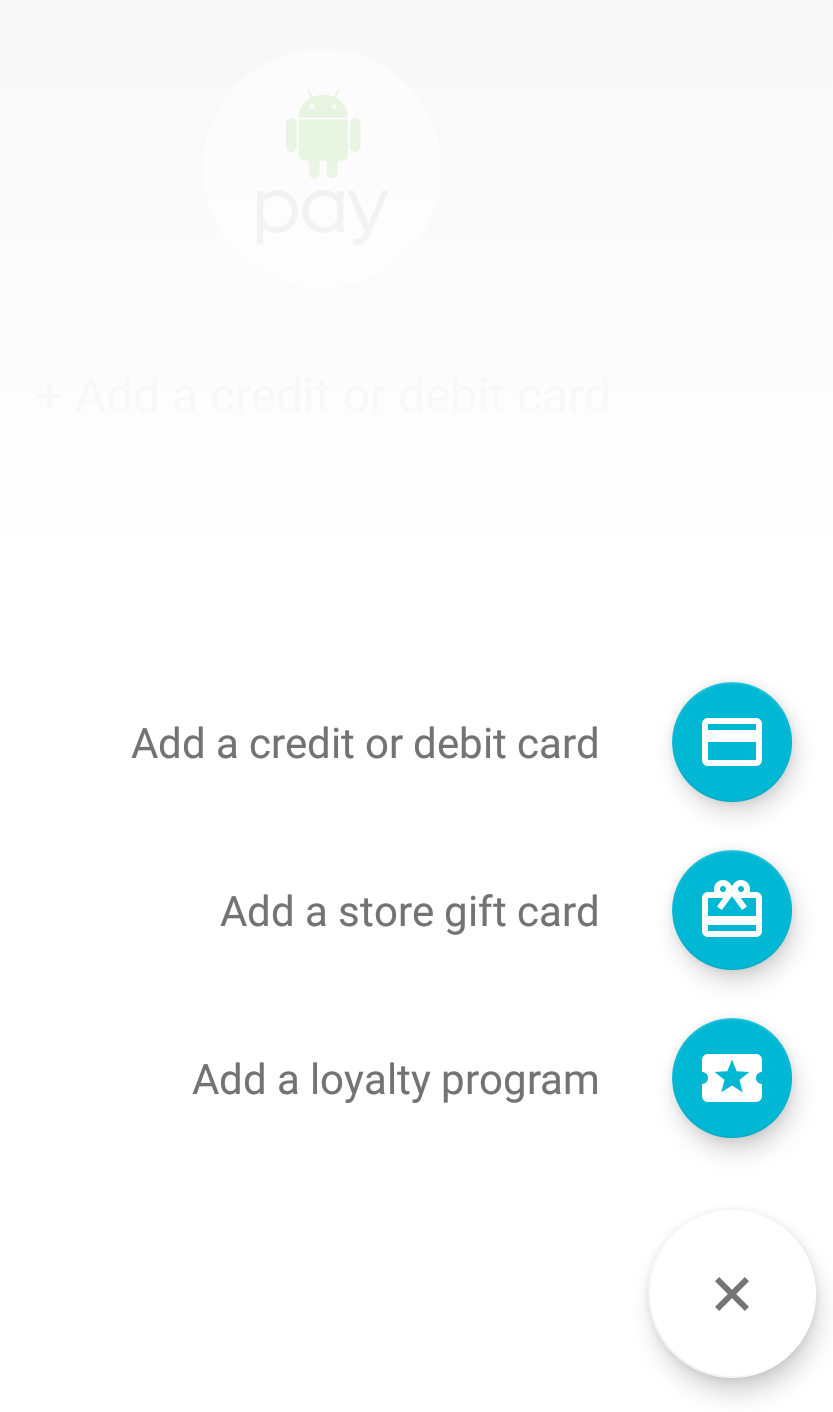 pay
+ Add a credit or debit card
Add a credit or debit card
Add a store gift card
Add a loyalty program